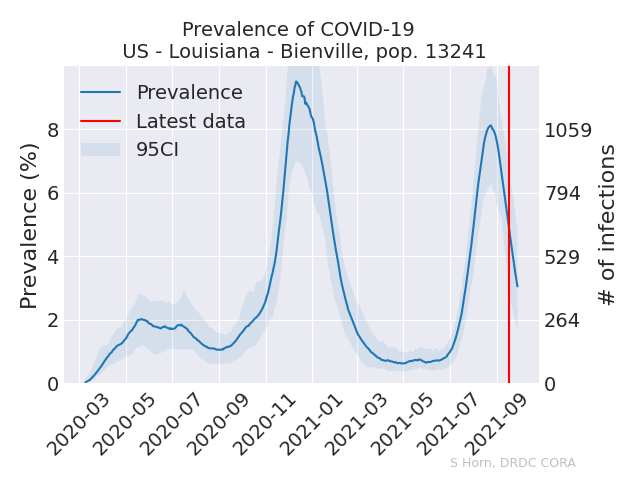 Prevalence of COVID-19
US - Louisiana - Bienville, pop. 13241
Prevalence
Latest data
95CI
Prevalence (%)
8
6
4
2
0
1059
794
529
264
0
# of infections
2020-03
2020-05
2020-07
2020-09
2020-11
2021-01
2021-03
2021-05
2021-07
2021-09
S Horn, DRDC CORA